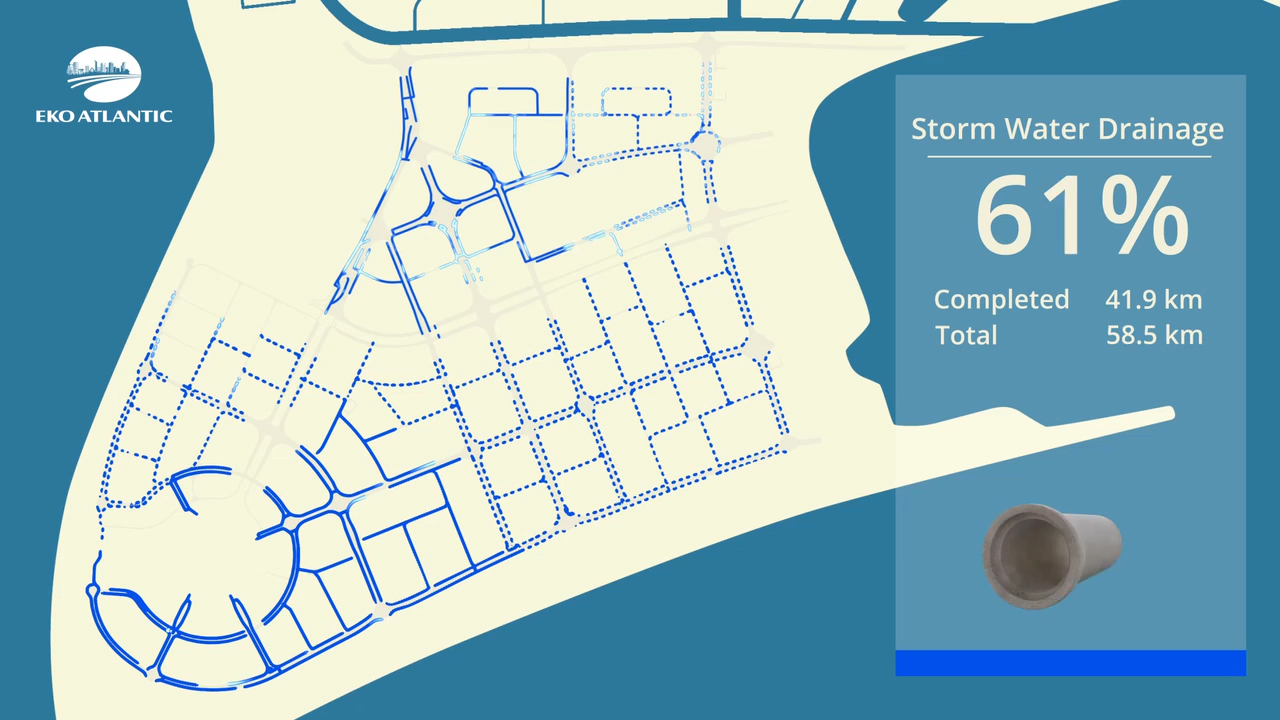 EKO ATLANTIC
Storm Water Drainage
61%
Completed 41.9 km
Total 58.5 km